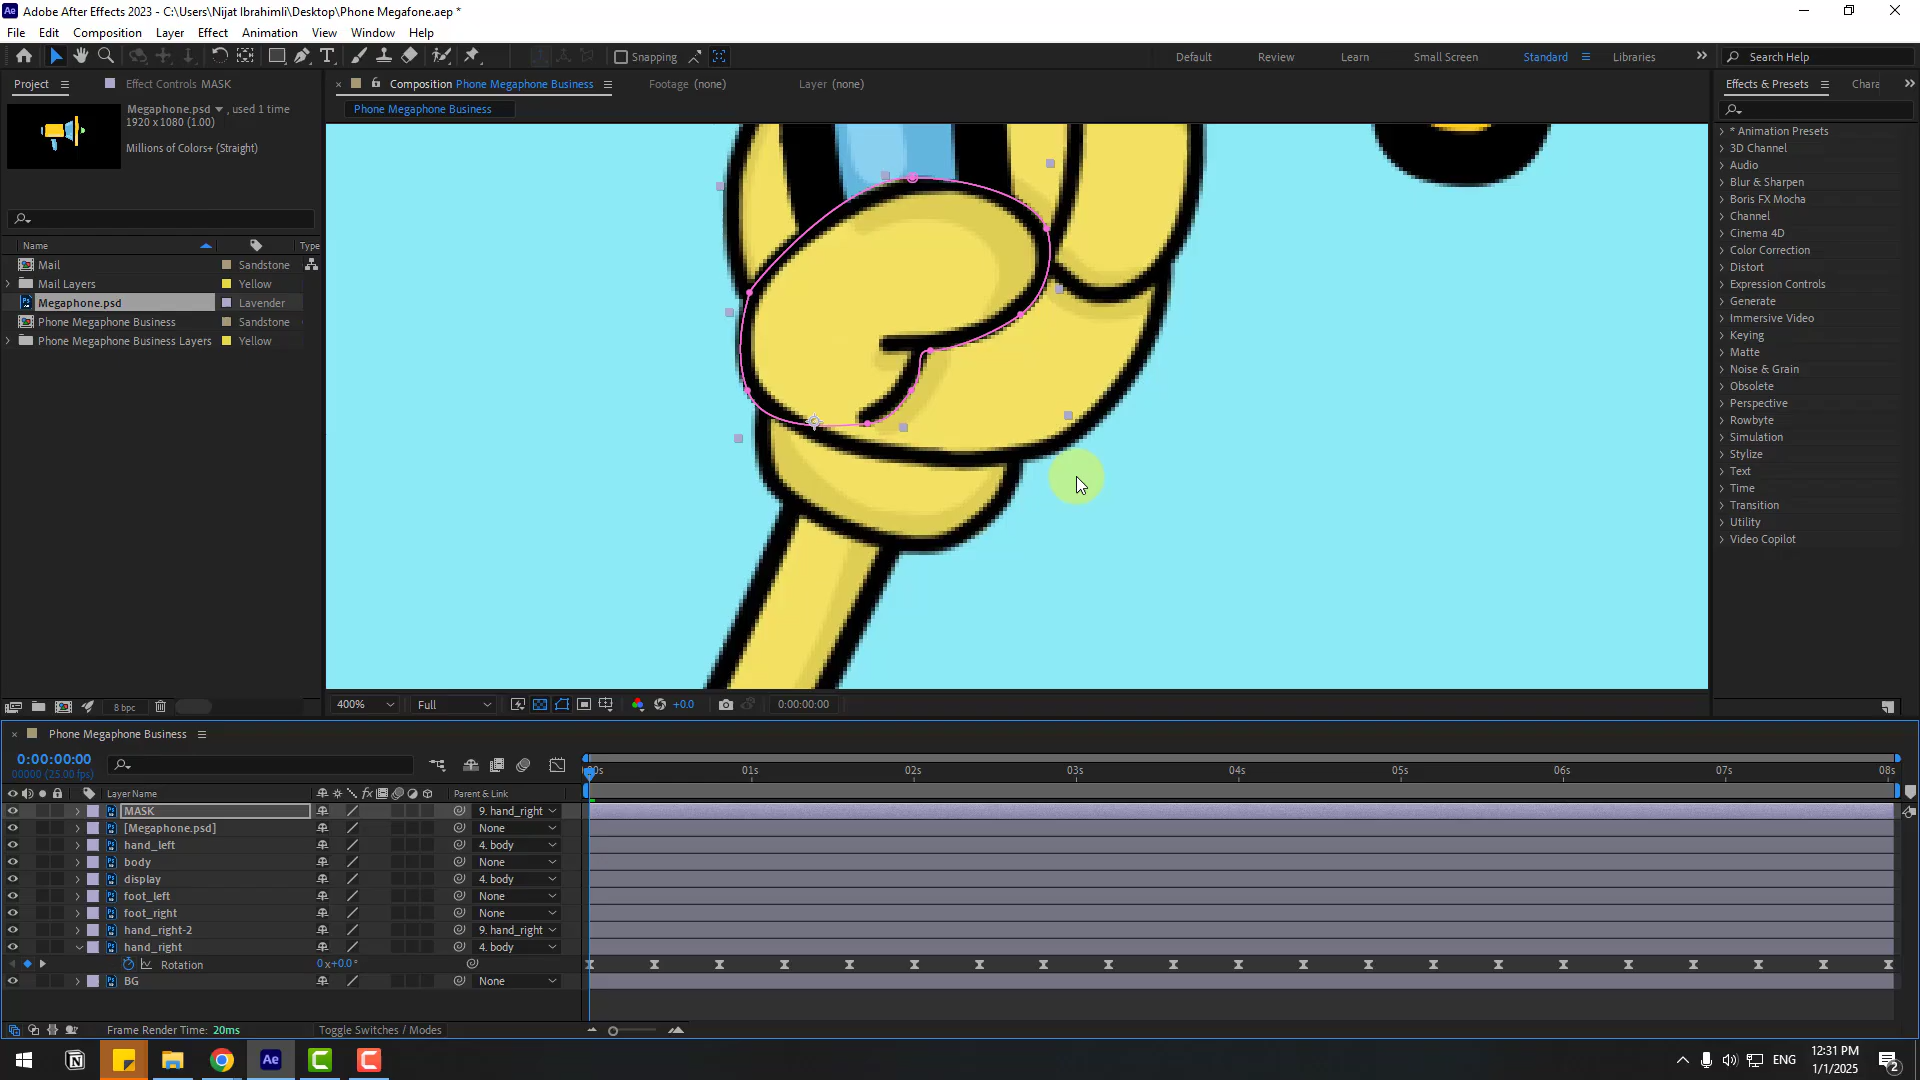 Adobe After Effects 2023 - C:\Users\Nijat Ibrahimli\Desktop\Phone Megafone.aep *
File Edit Composition Layer Effect Animation View Window Help
Snapping
Default Review Learn Small Screen Standard Libraries
Search Help
Project
Effect Controls MASK
Composition Phone Megaphone Business
Footage (none)
Layer (none)
Effects & Presets
Chara
Megaphone.psd , used 1 time
1920 x 1080 (1.00)
Millions of Colors+ (Straight)
Phone Megaphone Business
Name Type
Mail Sandstone
Mail Layers Yellow
Megaphone.psd Lavender
Phone Megaphone Business Sandstone
Phone Megaphone Business Layers Yellow
* Animation Presets
3D Channel
Audio
Blur & Sharpen
Boris FX Mocha
Channel
Cinema 4D
Color Correction
Distort
Expression Controls
Generate
Immersive Video
Keying
Matte
Noise & Grain
Obsolete
Perspective
Rowbyte
Simulation
Stylize
Text
Time
Transition
Utility
Video Copilot
8 bpc
400% Full +0.0 0:00:00:00
Phone Megaphone Business
0:00:00:00
00000 (25.00 fps)
00s 01s 02s 03s 04s 05s 06s 07s 08s
Layer Name fx Parent & Link
MASK 9. hand_right
[Megaphone.psd] None
hand_left 4. body
body None
display 4. body
foot_left None
foot_right None
hand_right-2 9. hand_right
hand_right 4. body
Rotation 0x+0.0°
BG None
Frame Render Time: 20ms Toggle Switches / Modes
Ae
ENG
12:31 PM
1/1/2025
2